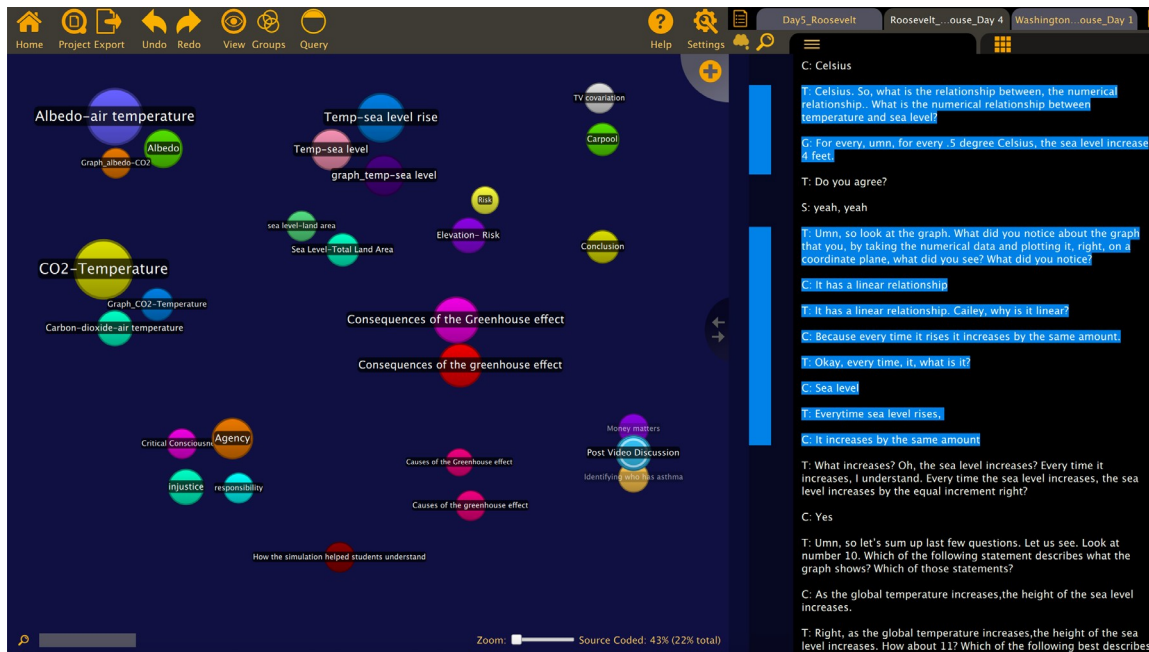 Home
Project
Export
Undo
Redo
View
Groups
Query
Help
Settings
Day5_Roosevelt
Roosevelt_...ouse_Day 4
Washington...ouse_Day 1
Albedo-air temperature
Albedo
Graph_albedo-CO2
Temp-sea level rise
Temp-sea level
graph_temp-sea level
TV covariation
Carpool
Risk
sea level-land area
Sea Level-Total Land Area
Elevation- Risk
Conclusion
CO2-Temperature
Graph_CO2-Temperature
Carbon-dioxide-air temperature
Consequences of the Greenhouse effect
Consequences of the greenhouse effect
Critical Consciousn
Agency
injustice
responsibility
Causes of the Greenhouse effect
Causes of the greenhouse effect
Money matters
Post Video Discussion
Identifying who has asthma
How the simulation helped students understand
Zoom:
Source Coded: 43% (22% total)
C: Celsius
T: Celsius. So, what is the relationship between, the numerical
relationship.. What is the numerical relationship between
temperature and sea level?
G: For every, umn, for every .5 degree Celsius, the sea level increase
4 feet.
T: Do you agree?
S: yeah, yeah
T: Umn, so look at the graph. What did you notice about the graph
that you, by taking the numerical data and plotting it, right, on a
coordinate plane, what did you see? What did you notice?
C: It has a linear relationship
T: It has a linear relationship. Cailey, why is it linear?
C: Because every time it rises it increases by the same amount.
T: Okay, every time, it, what is it?
C: Sea level
T: Everytime sea level rises,
C: It increases by the same amount
T: What increases? Oh, the sea level increases? Every time it
increases, I understand. Every time the sea level increases, the sea
level increases by the equal increment right?
C: Yes
T: Umn, so let's sum up last few questions. Let us see. Look at
number 10. Which of the following statement describes what the
graph shows? Which of those statements?
C: As the global temperature increases,the height of the sea level
increases.
T: Right, as the global temperature increases,the height of the sea
level increases. How about 11? Which of the following best describes